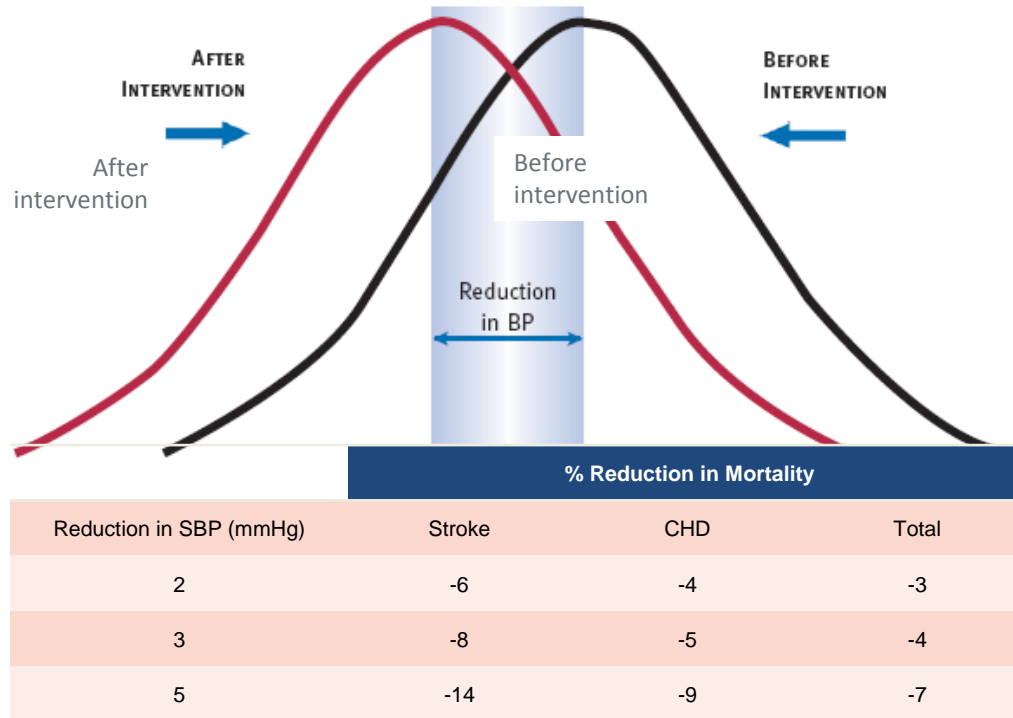 AFTER
INTERVENTION
BEFORE
INTERVENTION
After
intervention
Before
intervention
Reduction
in BP
% Reduction in Mortality
Reduction in SBP (mmHg) Stroke CHD Total
2 -6 -4 -3
3 -8 -5 -4
5 -14 -9 -7